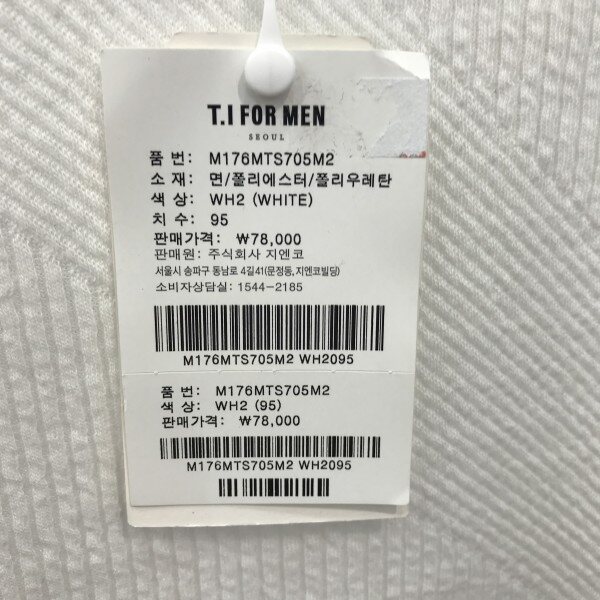 T.I FOR MEN
SEOUL
품 번: M176MTS705M2
소 재: 면/폴리에스터/폴리우레탄
색 상: WH2 (WHITE)
치 수: 95
판매가격: ₩78,000
판매원: 주식회사 지엔코
서울시 송파구 동남로 4길41(문정동,지엔코빌딩)
소비자상담실: 1544-2185
M176MTS705M2 WH2095
품 번: M176MTS705M2
색 상: WH2 (95)
판매가격: ₩78,000
M176MTS705M2 WH2095